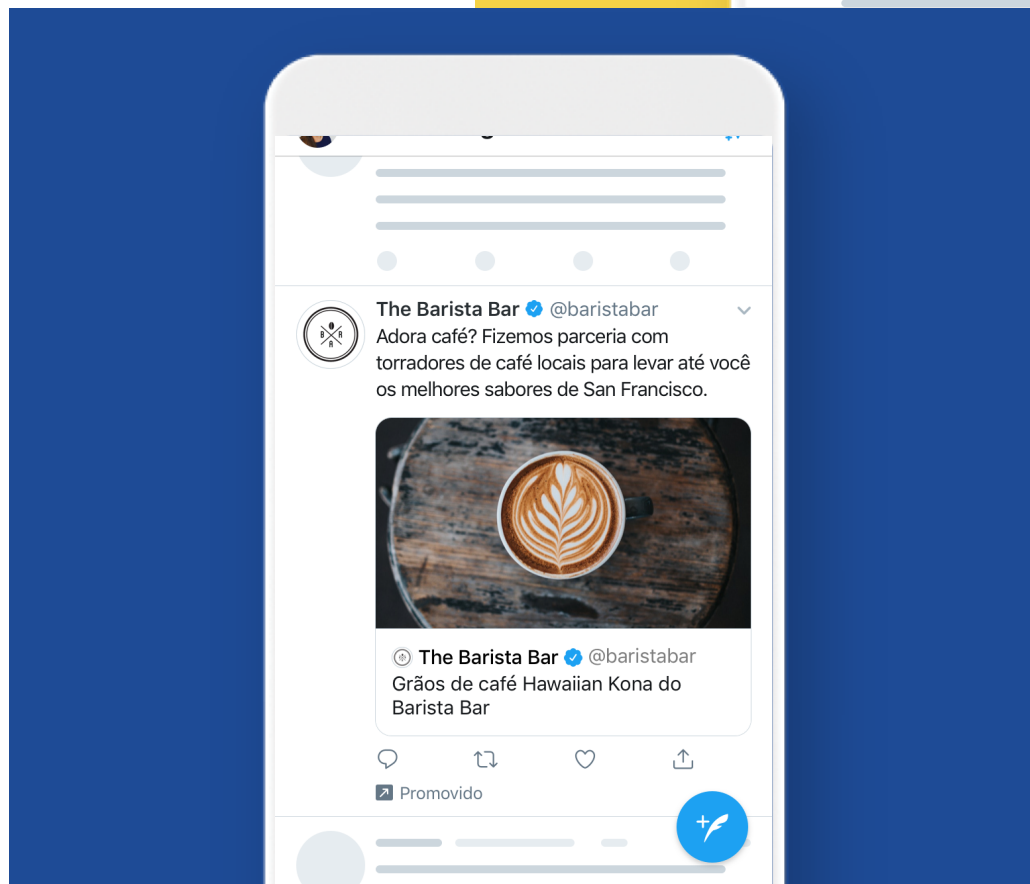 The Barista Bar @baristabar
Adora café? Fizemos parceria com
torradores de café locais para levar até você
os melhores sabores de San Francisco.
B R
A
The Barista Bar @baristabar
Grãos de café Hawaiian Kona do
Barista Bar
Promovido